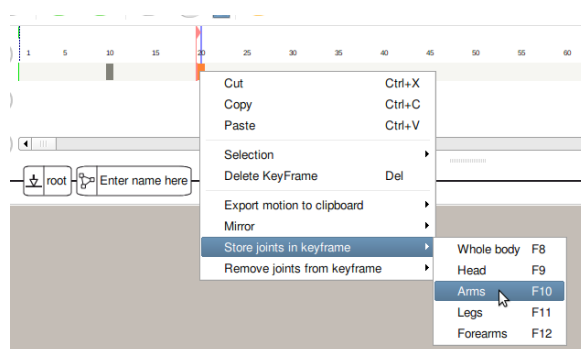 1 5 10 15 20 25 30 35 40 45 50 55 60
Cut Ctrl+X
Copy Ctrl+C
Paste Ctrl+V
Selection
Delete KeyFrame Del
root Enter name here
Export motion to clipboard
Mirror
Store joints in keyframe
Remove joints from keyframe
Whole body F8
Head F9
Arms F10
Legs F11
Forearms F12